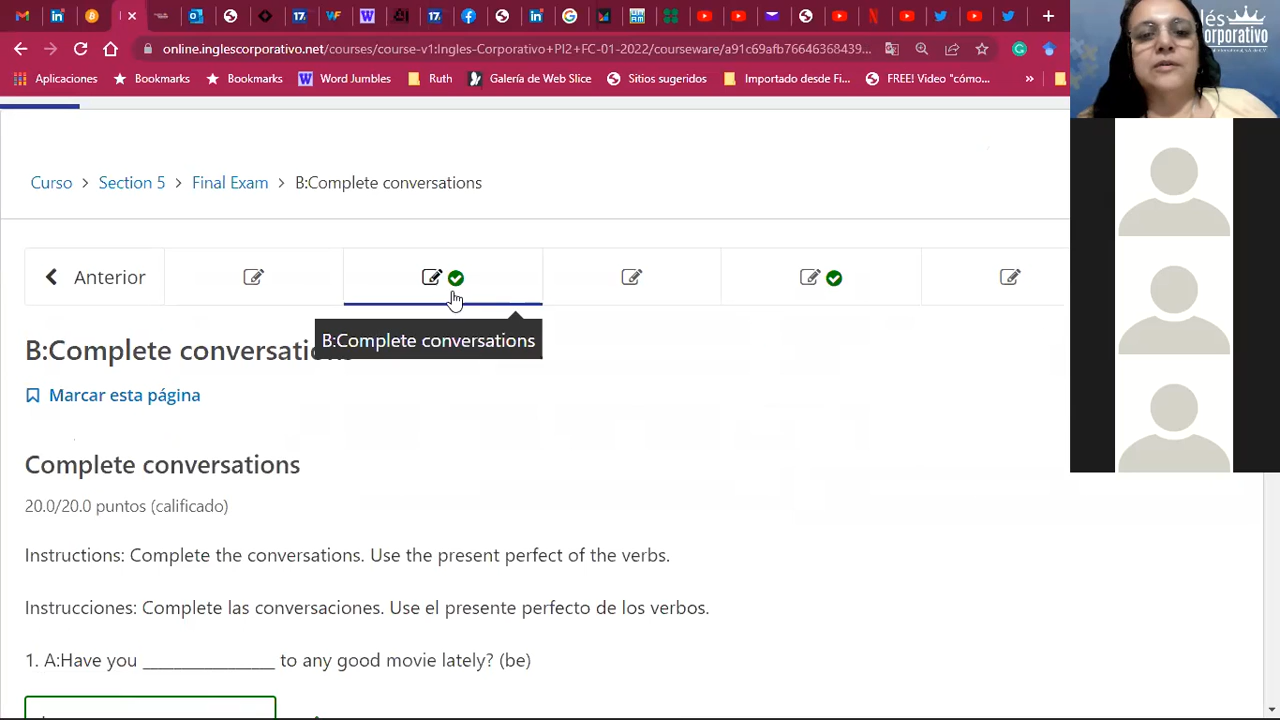 online.inglescorporativo.net/courses/course-v1:Ingles-Corporativo+PI2+FC-01-2022/courseware/a91c69afb76646368439...
Aplicaciones Bookmarks Bookmarks Word Jumbles Ruth Galería de Web Slice Sitios sugeridos Importado desde Fi... FREE! Video "cómo... »
Curso > Section 5 > Final Exam > B:Complete conversations
Anterior
B:Complete conversations
B:Complete conversatio
Marcar esta página
Complete conversations
20.0/20.0 puntos (calificado)
Instructions: Complete the conversations. Use the present perfect of the verbs.
Instrucciones: Complete las conversaciones. Use el presente perfecto de los verbos.
1. A:Have you ________________ to any good movie lately? (be)